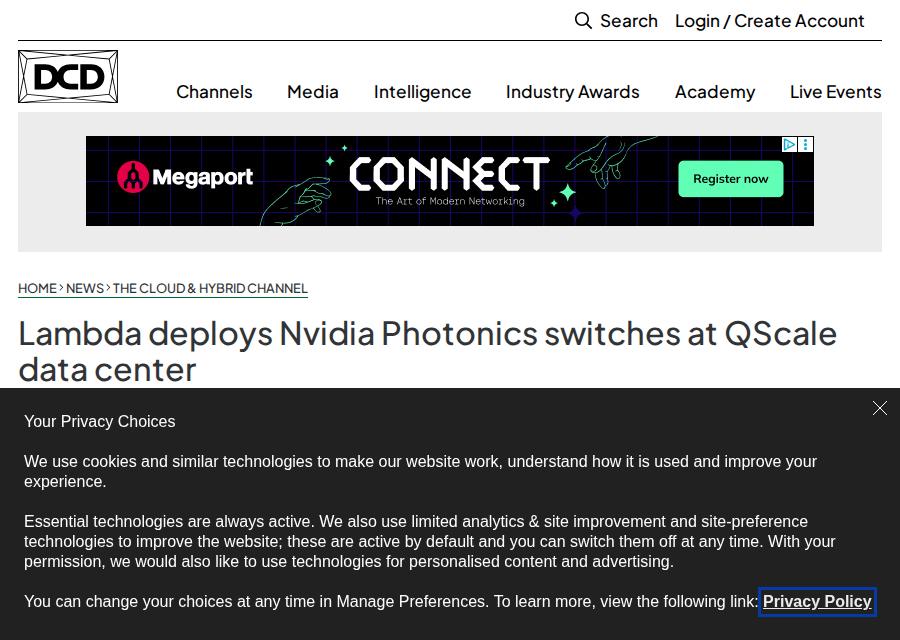 Search Login / Create Account
DCD
Channels Media Intelligence Industry Awards Academy Live Events
Megaport CONNECT Register now
The Art of Modern Networking
HOME > NEWS > THE CLOUD & HYBRID CHANNEL
Lambda deploys Nvidia Photonics switches at QScale
data center
Your Privacy Choices
We use cookies and similar technologies to make our website work, understand how it is used and improve your
experience.
Essential technologies are always active. We also use limited analytics & site improvement and site-preference
technologies to improve the website; these are active by default and you can switch them off at any time. With your
permission, we would also like to use technologies for personalised content and advertising.
You can change your choices at any time in Manage Preferences. To learn more, view the following link: Privacy Policy